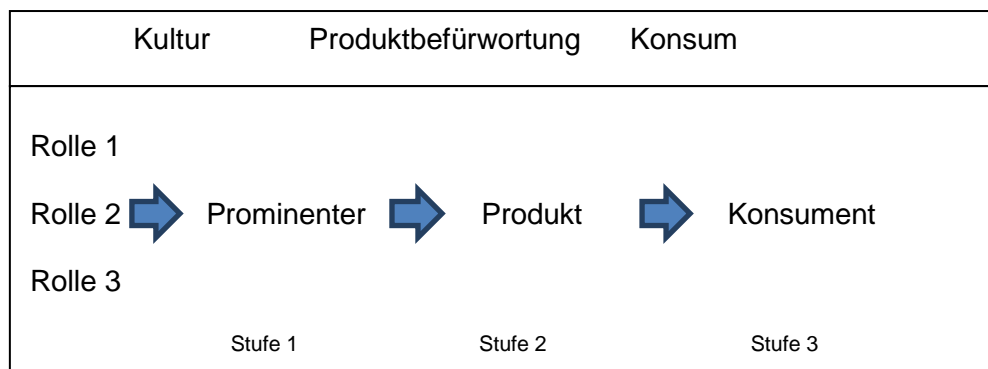 Kultur Produktbefürwortung Konsum
Rolle 1
Rolle 2 Prominenter Produkt Konsument
Rolle 3
Stufe 1 Stufe 2 Stufe 3